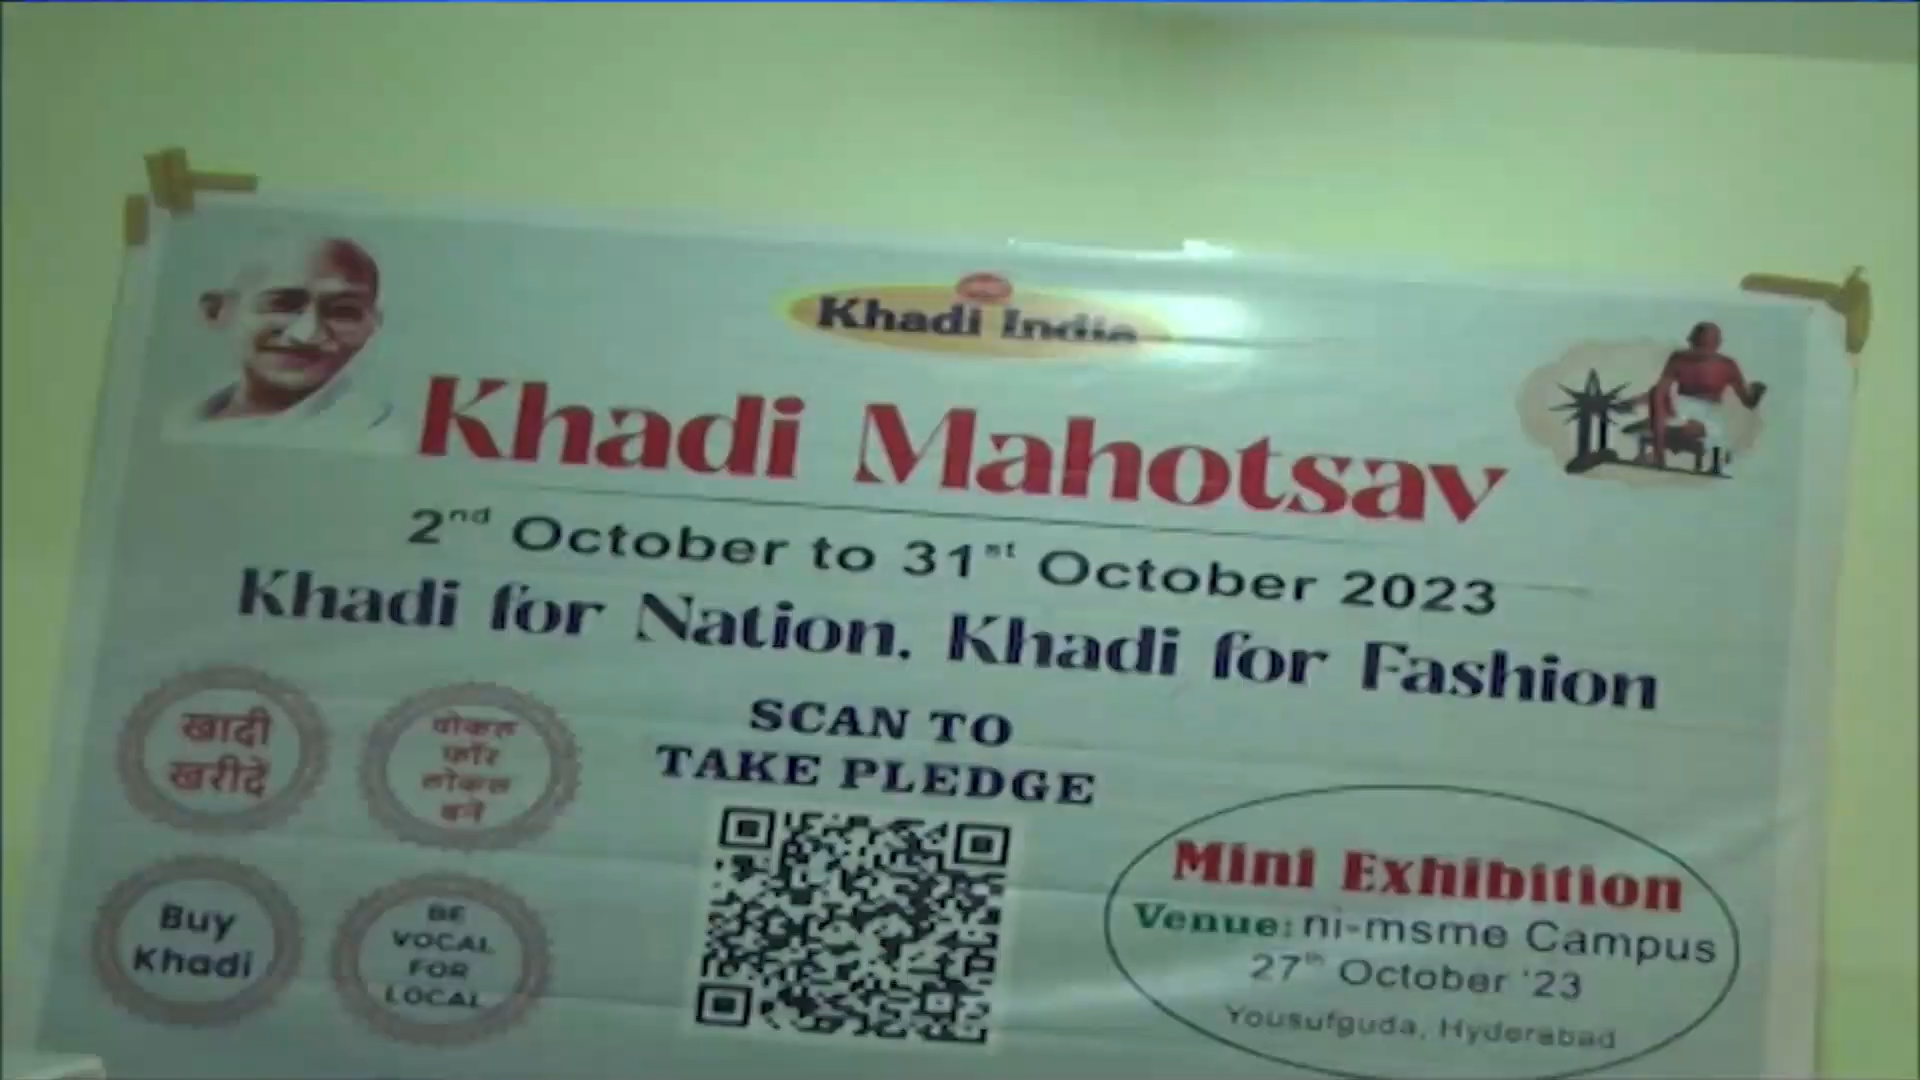 Khadi India
Khadi Mahotsav
2nd October to 31st October 2023
Khadi for Nation. Khadi for Fashion
खादी
खरीदे
वोकल
फॉर
लोकल
बनें
SCAN TO
TAKE PLEDGE
Buy
Khadi
BE
VOCAL
FOR
LOCAL
Mini Exhibition
Venue: ni-msme Campus
27th October '23
Yousufguda, Hyderabad